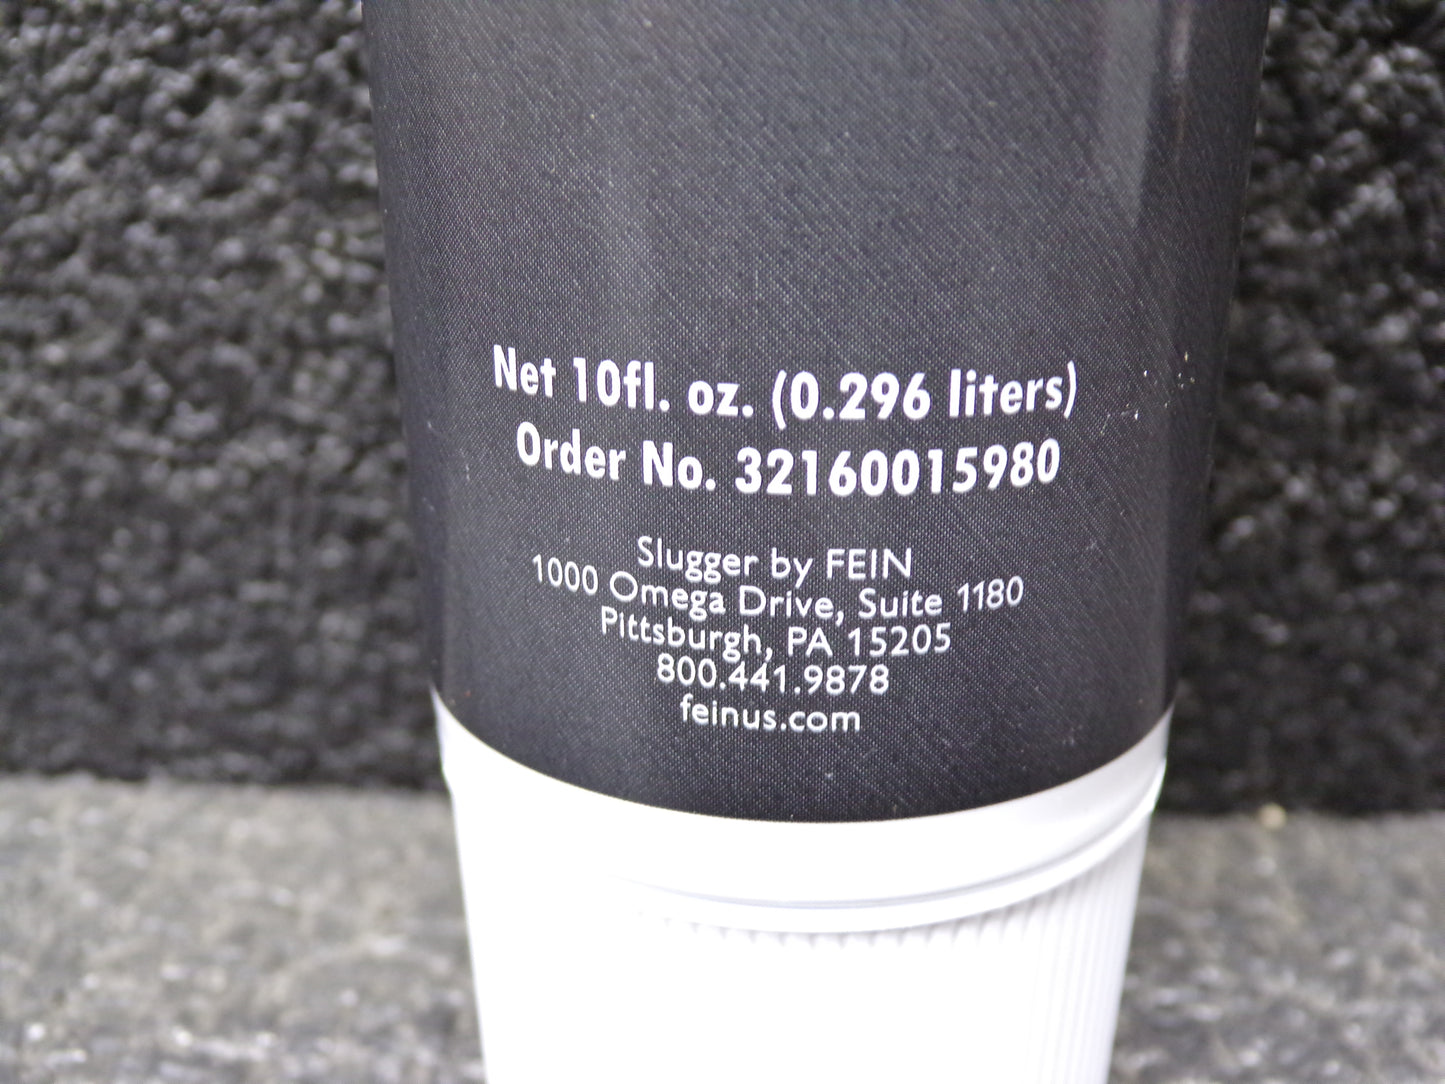 Net 10fl. oz. (0.296 liters)
Order No. 32160015980
Slugger by FEIN
1000 Omega Drive, Suite 1180
Pittsburgh, PA 15205
800.441.9878
feinus.com